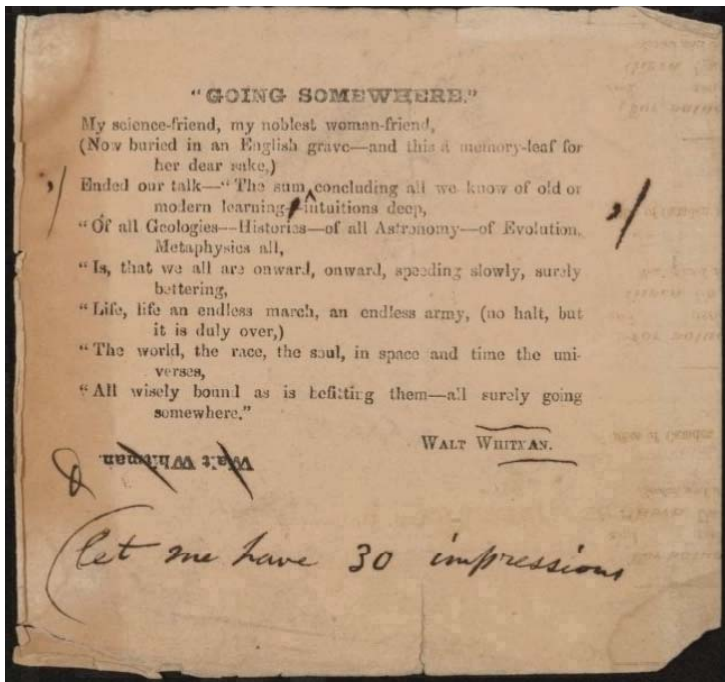 "GOING SOMEWHERE."
My science-friend, my noblest woman-friend,
(Now buried in an English grave—and this a memory-leaf for
her dear sake,)
Ended our talk—"The sum, concluding all we know of old or
modern learning, intuitions deep,
"Of all Geologies—Histories—of all Astronomy—of Evolution,
Metaphysics all,
"Is, that we all are onward, onward, speeding slowly, surely
bettering,
"Life, life an endless march, an endless army, (no halt, but
it is duly over,)
"The world, the race, the soul, in space and time the uni-
verses,
"All wisely bound as is befitting them—all surely going
somewhere."
WALT WHITMAN.
Walt Whitman.
(let me have 30 impressions